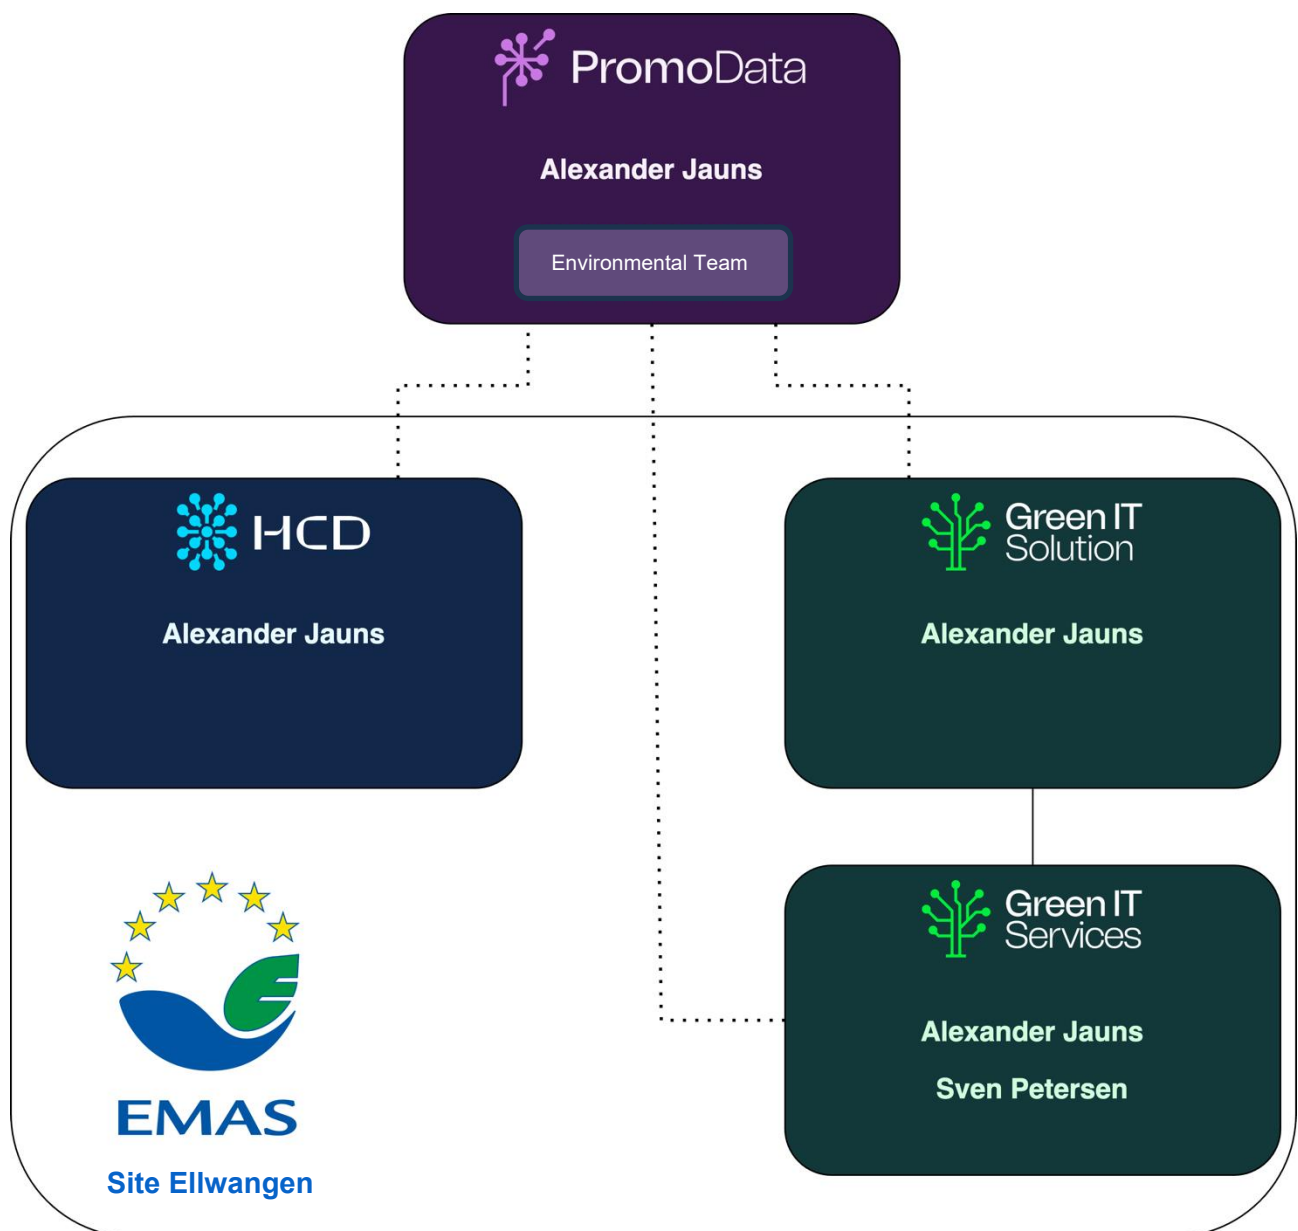 PromoData
Alexander Jauns
Environmental Team
HCD
Alexander Jauns
Green IT
Solution
Alexander Jauns
Green IT
Services
Alexander Jauns
Sven Petersen
EMAS
Site Ellwangen